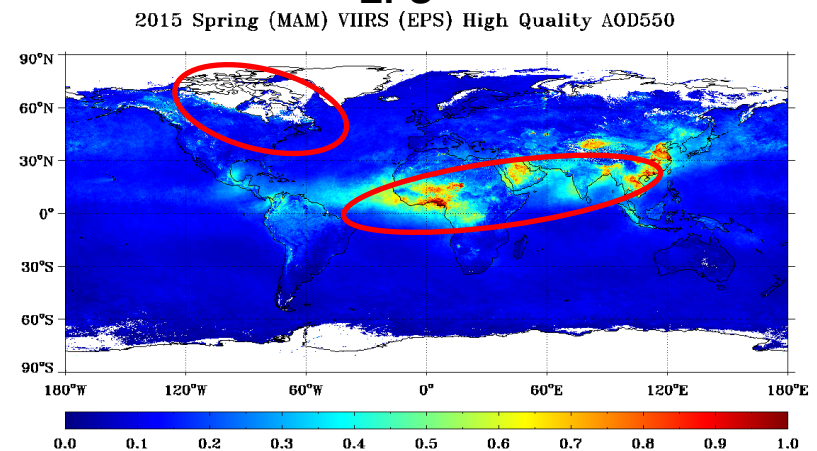 2015 Spring (MAM) VIIRS (EPS) High Quality AOD550
90°N
60°N
30°N
0°
30°S
60°S
90°S
180°W 120°W 60°W 0° 60°E 120°E 180°E
0.0 0.1 0.2 0.3 0.4 0.5 0.6 0.7 0.8 0.9 1.0